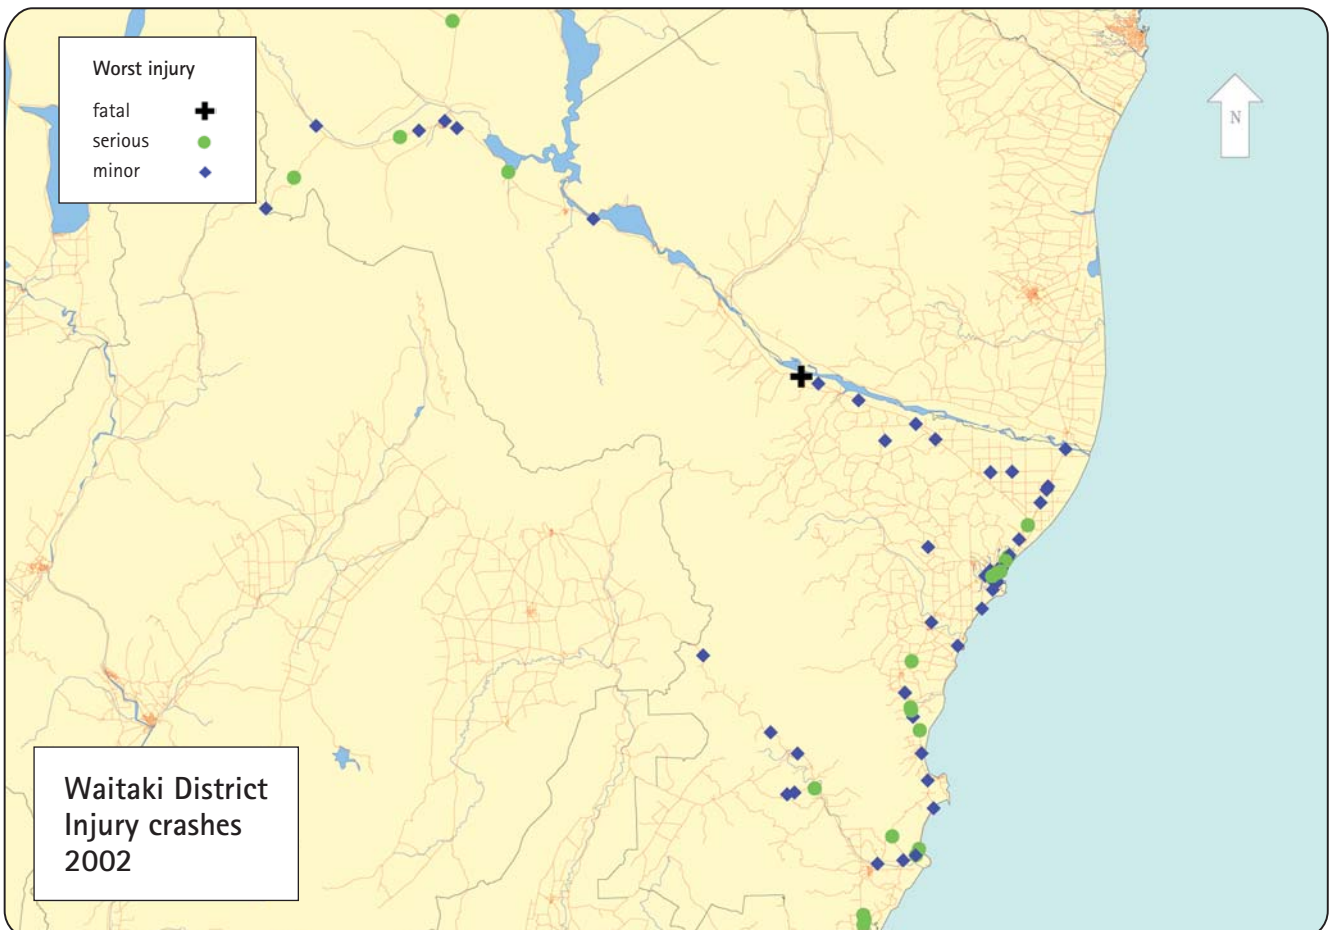 Worst injury
fatal
serious
minor
N
Waitaki District
Injury crashes
2002